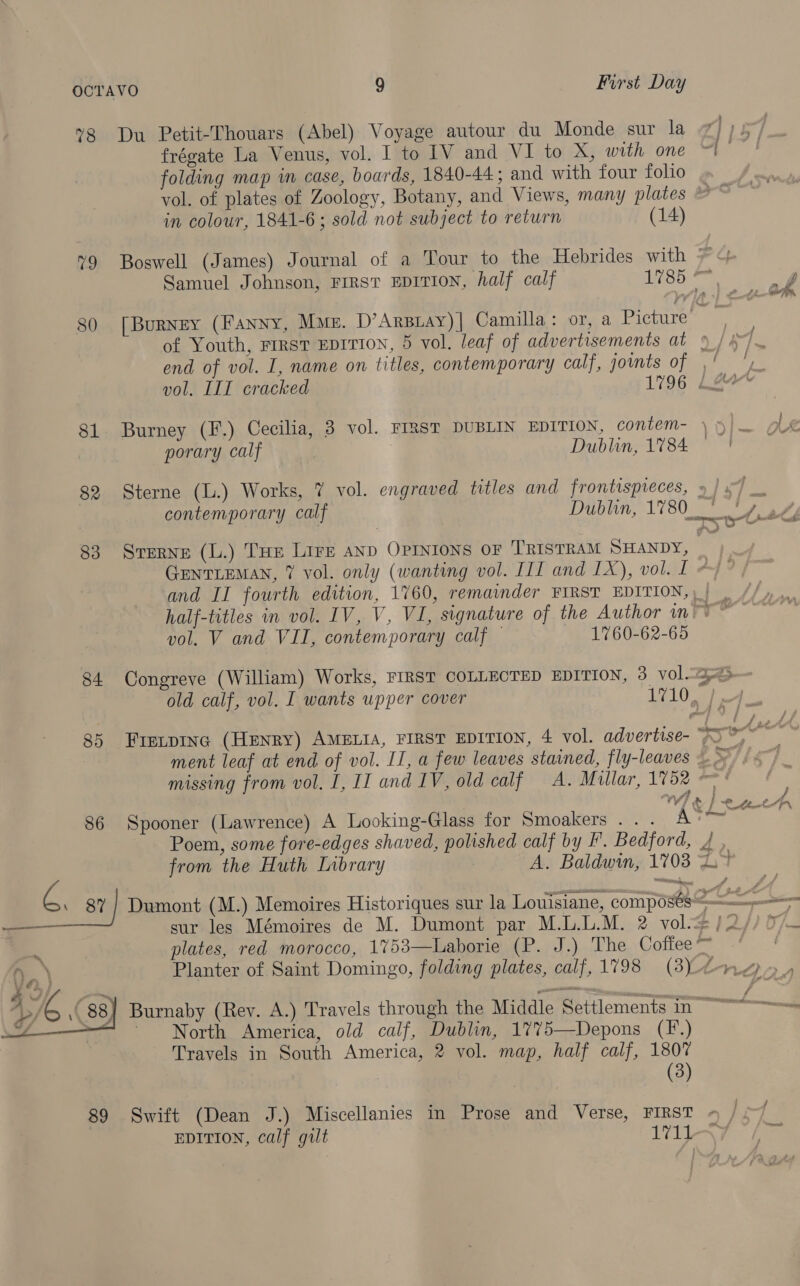 OCTAVO 9 First Day
78 Du Petit-Thouars (Abel) Voyage autour du Monde sur la
frégate La Venus, vol. I to IV and VI to X, with one
folding map in case, boards, 1840-44; and with four folio
vol. of plates of Zoology, Botany, and Views, many plates
in colour, 1841-6; sold not subject to return (14)
79 Boswell (James) Journal of a Tour to the Hebrides with
Samuel Johnson, FIRST EDITION, half calf 1785
80 [BURNEY (FANNY, MME. D'ARBLAY)] Camilla: or, a Picture
of Youth, FIRST EDITION, 5 vol. leaf of advertisements at
end of vol. I, name on titles, contemporary calf, joints of
vol. III cracked 1796
81 Burney (F.) Cecilia, 3 vol. FIRST DUBLIN EDITION, contem-
porary calf Dublin, 1784
82 Sterne (L.) Works, 7 vol. engraved titles and frontispieces,
contemporary calf Dublin, 1780
83 STERNE (L.) THE LIFE AND OPINIONS OF TRISTRAM SHANDY,
GENTLEMAN, 7 vol. only (wanting vol. III and IX), vol. I
and II fourth edition, 1760, remainder FIRST EDITION,
half-titles in vol. IV, V, VI, signature of the Author in
vol. V and VII, contemporary calf 1760-62-65
84 Congreve (William) Works, FIRST COLLECTED EDITION, 3 vol.
old calf, vol. I wants upper cover 1710
85 FIELDING (HENRY) AMELIA, FIRST EDITION, 4 vol. advertise-
ment leaf at end of vol. II, a few leaves stained, fly-leaves
missing from vol. I, II and IV, old calf A. Millar, 1752
86 Spooner (Lawrence) A Looking-Glass for Smoakers . . . A
Poem, some fore-edges shaved, polished calf by F. Bedford,
from the Huth Library A. Baldwin, 1703
87 Dumont (M.) Memoires Historiques sur la Louisiane, composés
sur les Mémoires de M. Dumont par M.L.L.M. 2 vol.
plates, red morocco, 1753—Laborie (P. J.) The Coffee
Planter of Saint Domingo, folding plates, calf, 1798 (3)
88 Burnaby (Rev. A.) Travels through the Middle Settlements in
North America, old calf, Dublin, 1775—Depons (F.)
Travels in South America, 2 vol. map, half calf, 1807
(3)
89 Swift (Dean J.) Miscellanies in Prose and Verse, FIRST
EDITION, calf gilt 1711